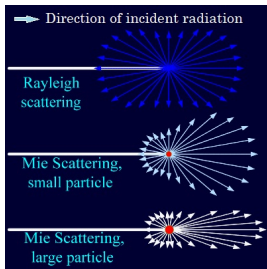 Direction of incident radiation
Rayleigh
scattering
Mie Scattering,
small particle
Mie Scattering,
large particle